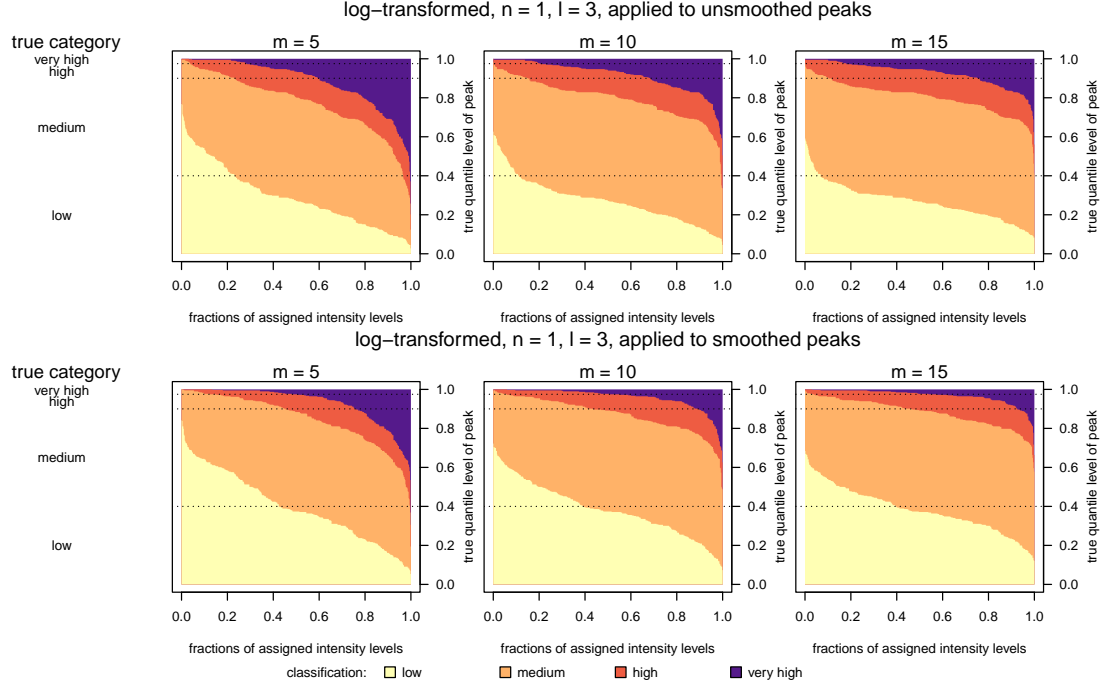 log−transformed, n = 1, l = 3, applied to unsmoothed peaks
true category
m = 5
m = 10
m = 15
very high
high
medium
low
0.0 0.2 0.4 0.6 0.8 1.0
fractions of assigned intensity levels
0.0 0.2 0.4 0.6 0.8 1.0
true quantile level of peak
0.0 0.2 0.4 0.6 0.8 1.0
fractions of assigned intensity levels
0.0 0.2 0.4 0.6 0.8 1.0
true quantile level of peak
0.0 0.2 0.4 0.6 0.8 1.0
fractions of assigned intensity levels
0.0 0.2 0.4 0.6 0.8 1.0
true quantile level of peak
log−transformed, n = 1, l = 3, applied to smoothed peaks
true category
m = 5
m = 10
m = 15
very high
high
medium
low
0.0 0.2 0.4 0.6 0.8 1.0
fractions of assigned intensity levels
0.0 0.2 0.4 0.6 0.8 1.0
true quantile level of peak
0.0 0.2 0.4 0.6 0.8 1.0
fractions of assigned intensity levels
0.0 0.2 0.4 0.6 0.8 1.0
true quantile level of peak
0.0 0.2 0.4 0.6 0.8 1.0
fractions of assigned intensity levels
0.0 0.2 0.4 0.6 0.8 1.0
true quantile level of peak
classification: low medium high very high